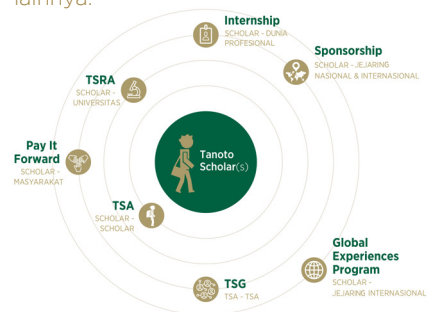 lainnya.
Internship
SCHOLAR - DUNIA
PROFESIONAL
Sponsorship
SCHOLAR - JEJARING
NASIONAL & INTERNASIONAL
TSRA
SCHOLAR -
UNIVERSITAS
Pay It
Forward
SCHOLAR -
MASYARAKAT
Tanoto
Scholar(s)
TSA
SCHOLAR -
SCHOLAR
Global
Experiences
Program
SCHOLAR -
JEJARING INTERNASIONAL
TSG
TSA - TSA